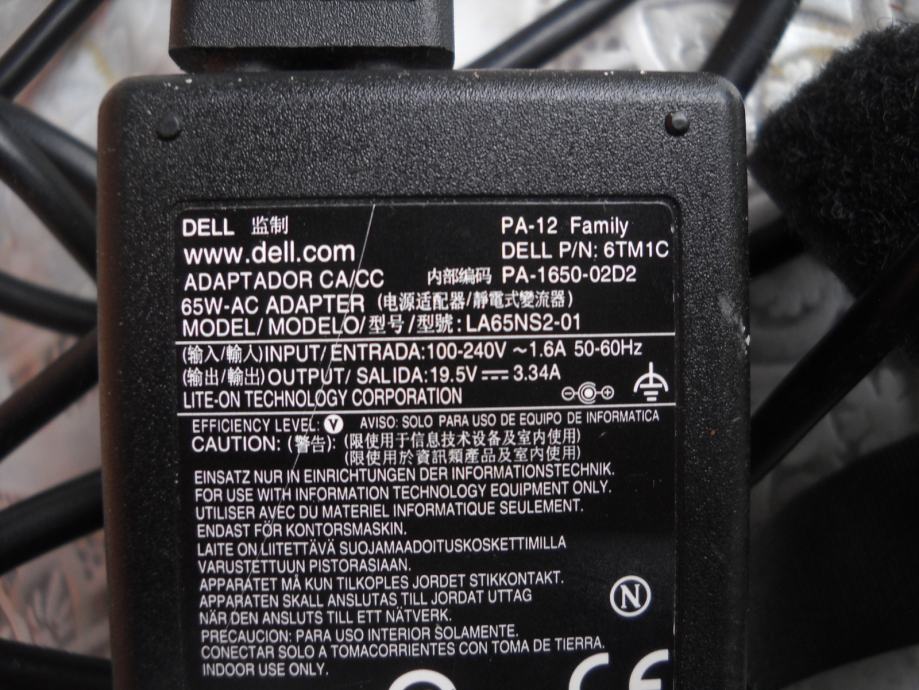 DELL 监制 PA-12 Family
www.dell.com DELL P/N: 6TM1C
ADAPTADOR CA/CC 内部编码 PA-1650-02D2
65W-AC ADAPTER (电源适配器/靜電式變流器)
MODEL/ MODELO/型号/型號: LA65NS2-01
(输入/輸入)INPUT/ ENTRADA:100-240V ~1.6A 50-60Hz
(输出/輸出)OUTPUT/ SALIDA:19.5V ⎓ 3.34A
LITE-ON TECHNOLOGY CORPORATION
EFFICIENCY LEVEL: V AVISO: SOLO PARA USO DE EQUIPO DE INFORMATICA
CAUTION: (警告): (限使用于信息技术设备及室内使用)
(限使用於資訊類產品及室內使用)
EINSATZ NUR IN EINRICHTUNGEN DER INFORMATIONSTECHNIK.
FOR USE WITH INFORMATION TECHNOLOGY EQUIPMENT ONLY.
UTILISER AVEC DU MATERIEL INFORMATIQUE SEULEMENT.
ENDAST FÖR KONTORSMASKIN.
LAITE ON LIITETTÄVÄ SUOJAMAADOITUSKOSKETTIMILLA
VARUSTETTUUN PISTORASIAAN.
APPARATET MÅ KUN TILKOPLES JORDET STIKKONTAKT.
APPARATEN SKALL ANSLUTAS TILL JORDAT UTTAG
NÄR DEN ANSLUTS TILL ETT NÄTVERK.
N
PRECAUCION: PARA USO INTERIOR SOLAMENTE.
CONECTAR SOLO A TOMACORRIENTES CON TOMA DE TIERRA.
INDOOR USE ONLY.
CE